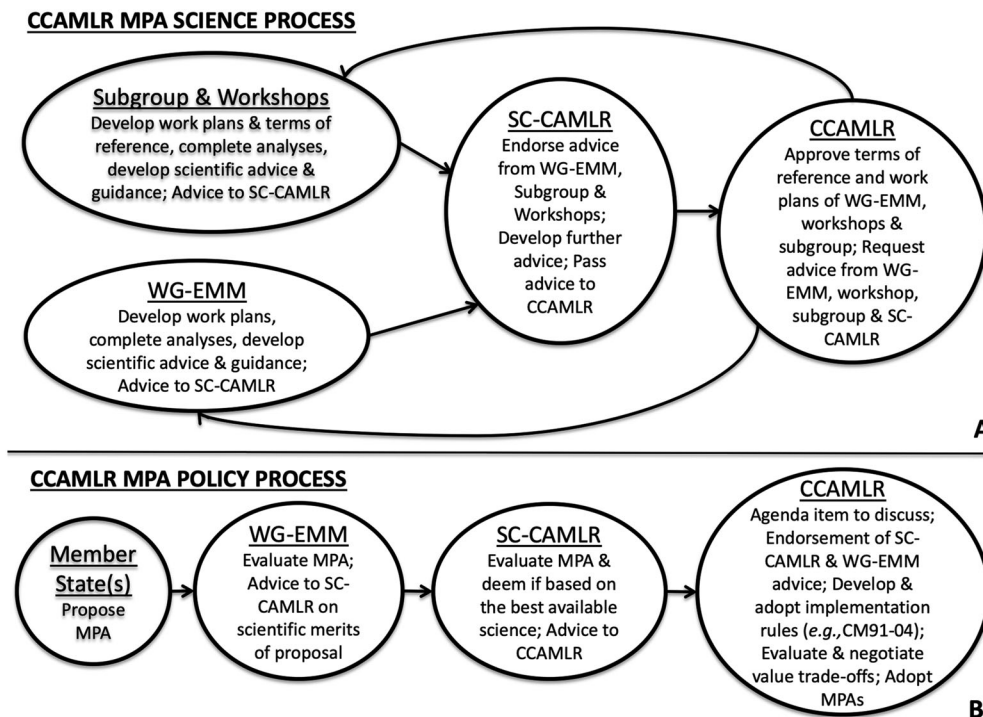 CCAMLR MPA SCIENCE PROCESS
Subgroup & Workshops
Develop work plans & terms of
reference, complete analyses,
develop scientific advice &
guidance; Advice to SC-CAMLR
WG-EMM
Develop work plans,
complete analyses, develop
scientific advice & guidance;
Advice to SC-CAMLR
SC-CAMLR
Endorse advice
from WG-EMM,
Subgroup &
Workshops;
Develop further
advice; Pass
advice to
CCAMLR
CCAMLR
Approve terms of
reference and work
plans of WG-EMM,
workshops &
subgroup; Request
advice from WG-
EMM, workshop,
subgroup & SC-
CAMLR
A
CCAMLR MPA POLICY PROCESS
Member
State(s)
Propose
MPA
WG-EMM
Evaluate MPA;
Advice to SC-
CAMLR on
scientific merits
of proposal
SC-CAMLR
Evaluate MPA &
deem if based on
the best available
science; Advice to
CCAMLR
CCAMLR
Agenda item to discuss;
Endorsement of SC-
CAMLR & WG-EMM
advice; Develop &
adopt implementation
rules (e.g.,CM91-04);
Evaluate & negotiate
value trade-offs; Adopt
MPAs
B